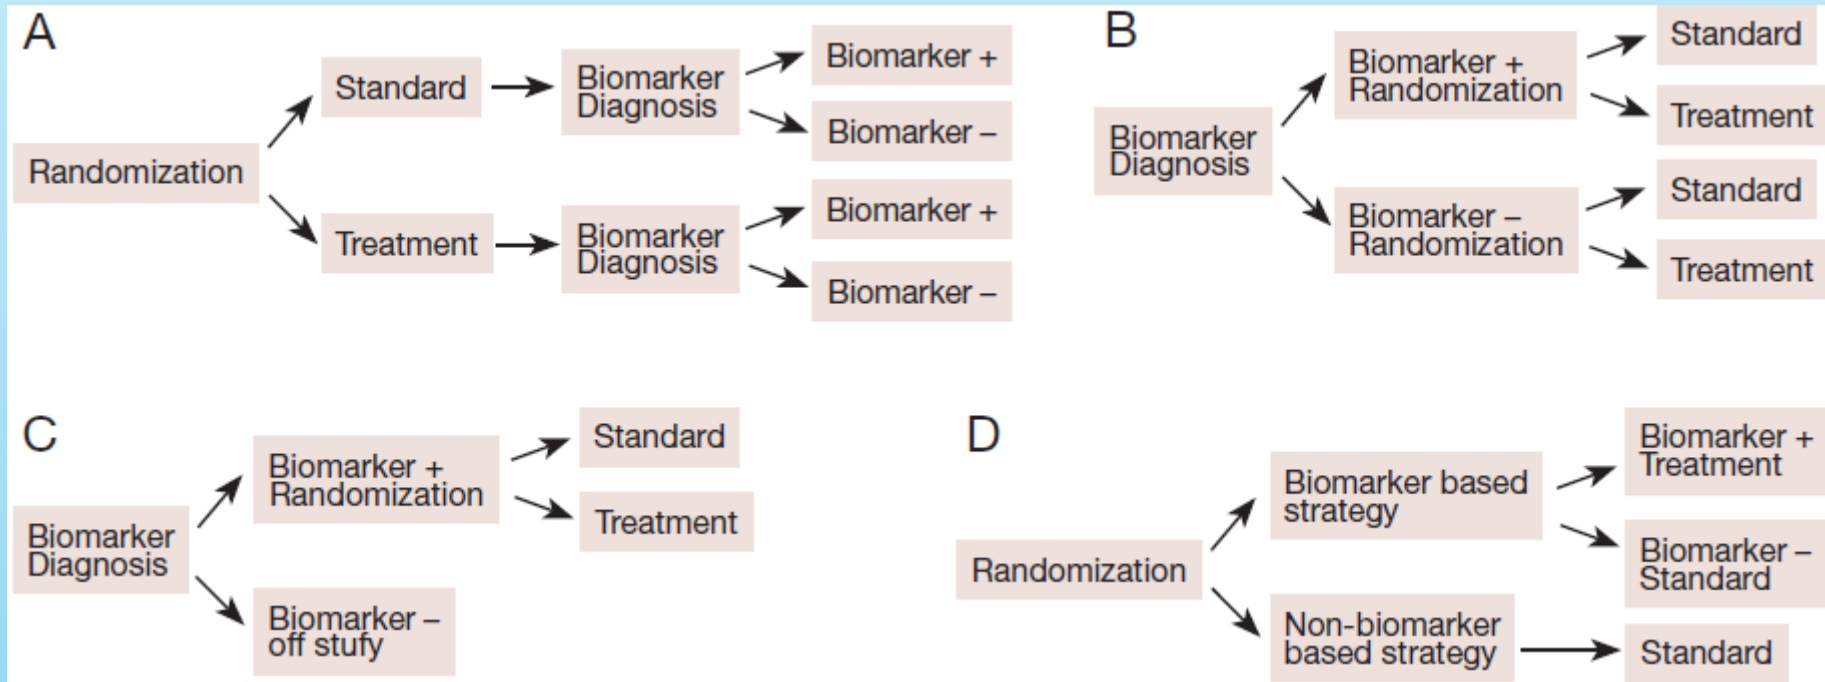 A
Randomization
Standard
Biomarker
Diagnosis
Biomarker +
Biomarker –
Treatment
Biomarker
Diagnosis
Biomarker +
Biomarker –
B
Biomarker
Diagnosis
Biomarker +
Randomization
Standard
Treatment
Biomarker –
Randomization
Standard
Treatment
C
Biomarker
Diagnosis
Biomarker +
Randomization
Standard
Treatment
Biomarker –
off stufy
D
Randomization
Biomarker based
strategy
Biomarker +
Treatment
Biomarker –
Standard
Non-biomarker
based strategy
Standard